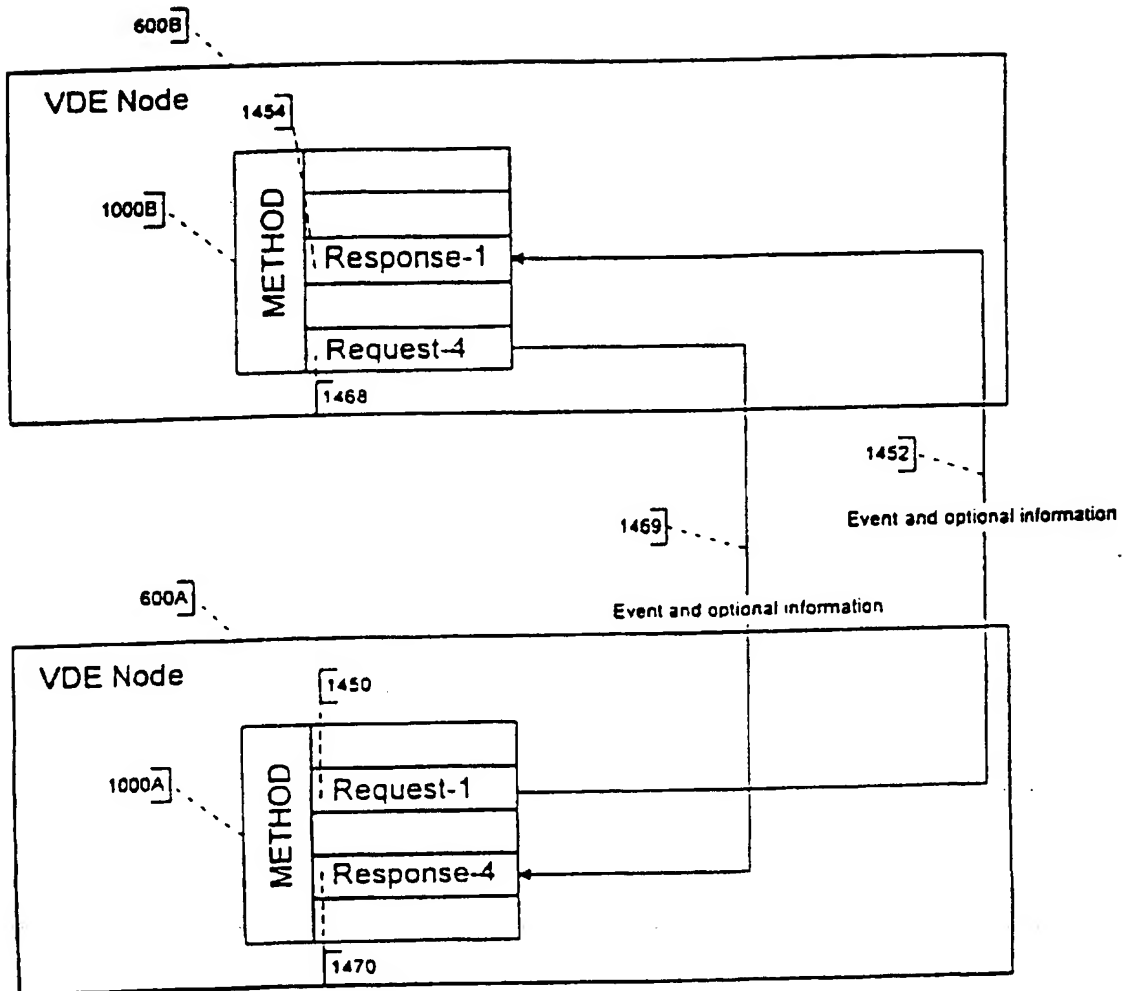 600B
VDE Node
1454
1000B
METHOD
Response-1
Request-4
1468
1452
Event and optional information
1469
600A
Event and optional information
VDE Node
1450
1000A
METHOD
Request-1
Response-4
1470